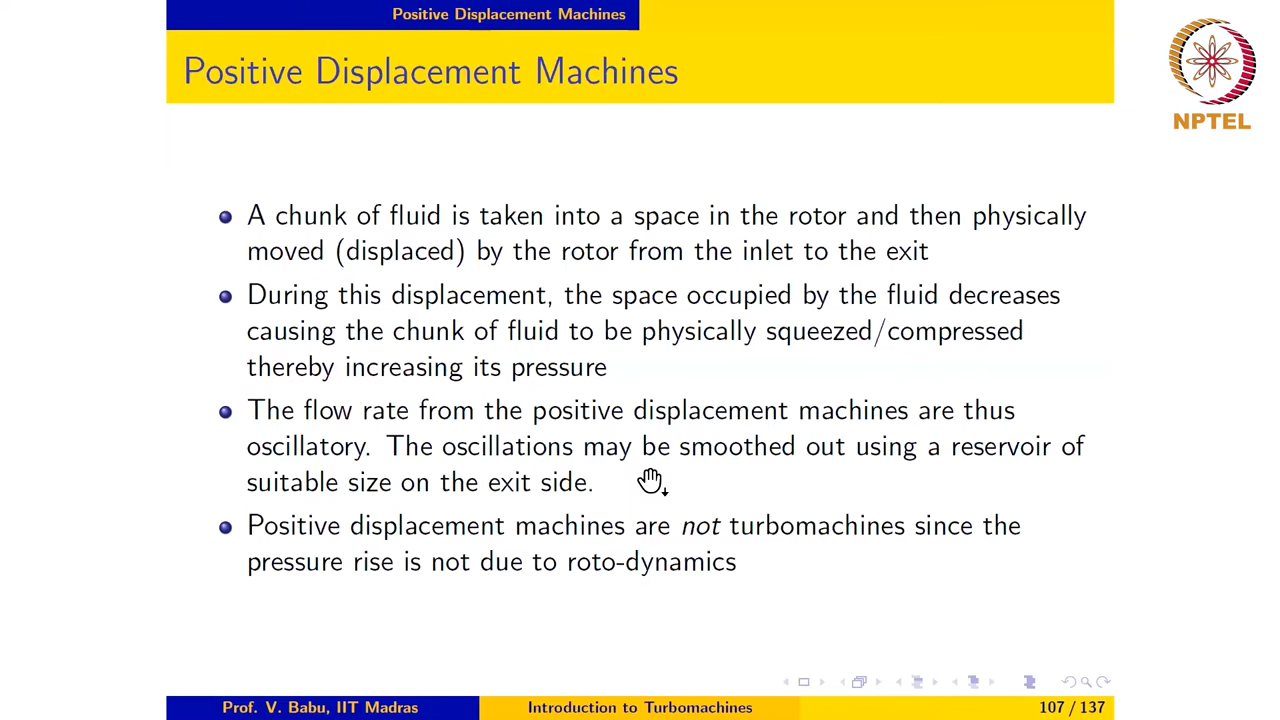 Positive Displacement Machines
Positive Displacement Machines
NPTEL
A chunk of fluid is taken into a space in the rotor and then physically
moved (displaced) by the rotor from the inlet to the exit
During this displacement, the space occupied by the fluid decreases
causing the chunk of fluid to be physically squeezed/compressed
thereby increasing its pressure
The flow rate from the positive displacement machines are thus
oscillatory. The oscillations may be smoothed out using a reservoir of
suitable size on the exit side.
Positive displacement machines are not turbomachines since the
pressure rise is not due to roto-dynamics
Prof. V. Babu, IIT Madras
Introduction to Turbomachines
107 / 137